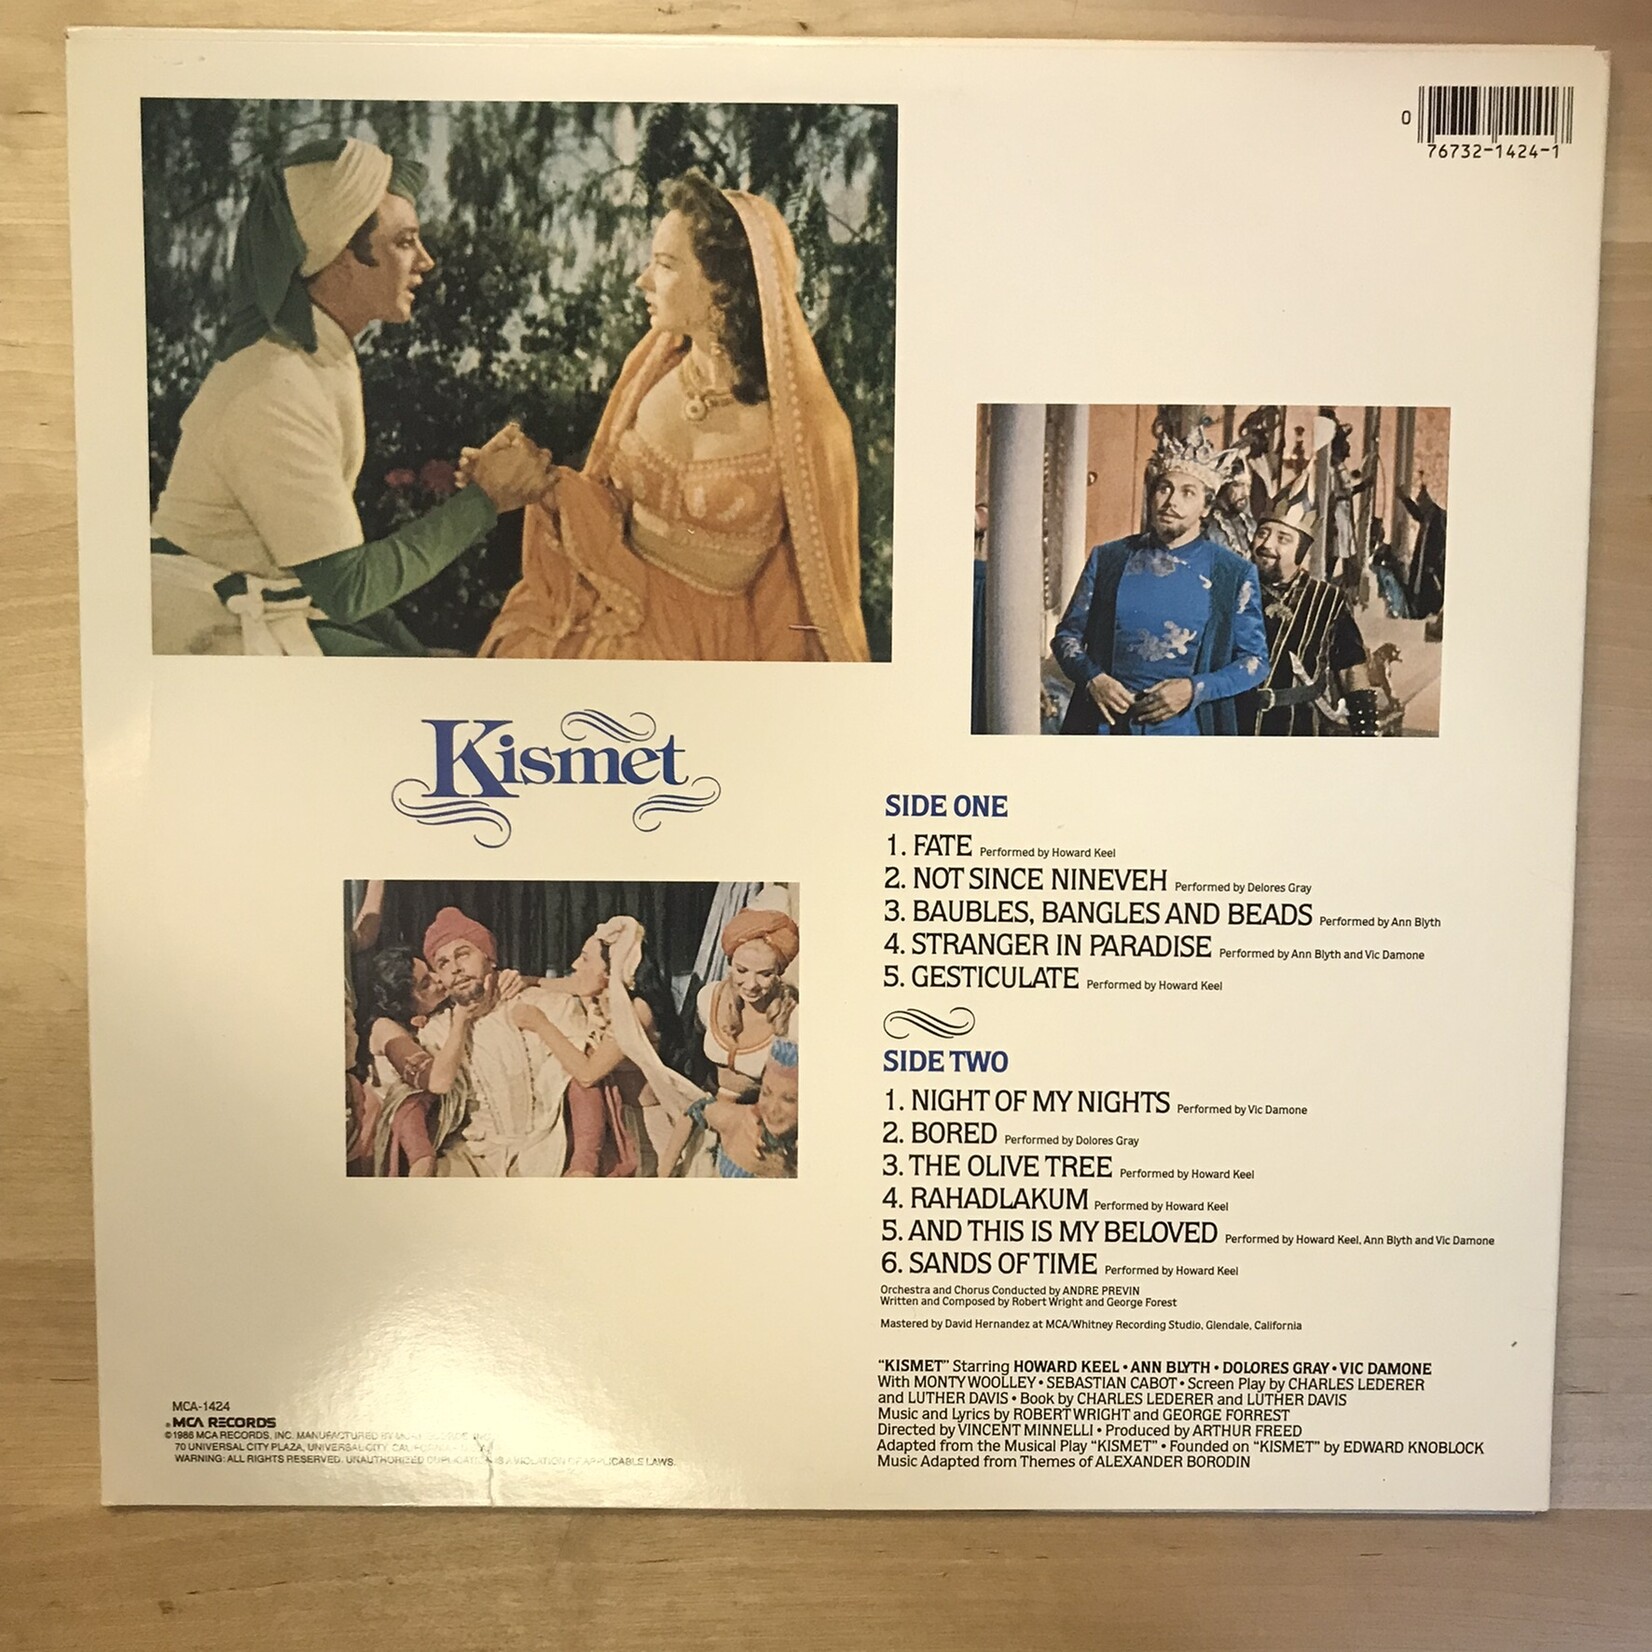 0
76732-1424-1
Kismet
SIDE ONE
1. FATE Performed by Howard Keel
2. NOT SINCE NINEVEH Performed by Delores Gray
3. BAUBLES, BANGLES AND BEADS Performed by Ann Blyth
4. STRANGER IN PARADISE Performed by Ann Blyth and Vic Damone
5. GESTICULATE Performed by Howard Keel
SIDE TWO
1. NIGHT OF MY NIGHTS Performed by Vic Damone
2. BORED Performed by Dolores Gray
3. THE OLIVE TREE Performed by Howard Keel
4. RAHADLAKUM Performed by Howard Keel
5. AND THIS IS MY BELOVED Performed by Howard Keel, Ann Blyth and Vic Damone
6. SANDS OF TIME Performed by Howard Keel
Orchestra and Chorus Conducted by ANDRE PREVIN
Written and Composed by Robert Wright and George Forest
Mastered by David Hernandez at MCA/Whitney Recording Studio, Glendale, California
"KISMET" Starring HOWARD KEEL • ANN BLYTH • DOLORES GRAY • VIC DAMONE
With MONTY WOOLLEY • SEBASTIAN CABOT • Screen Play by CHARLES LEDERER
and LUTHER DAVIS • Book by CHARLES LEDERER and LUTHER DAVIS
Music and Lyrics by ROBERT WRIGHT and GEORGE FORREST
Directed by VINCENT MINNELLI • Produced by ARTHUR FREED
Adapted from the Musical Play "KISMET" • Founded on "KISMET" by EDWARD KNOBLOCK
Music Adapted from Themes of ALEXANDER BORODIN
MCA-1424
MCA RECORDS
©1986 MCA RECORDS, INC. MANUFACTURED BY
70 UNIVERSAL CITY PLAZA, UNIVERSAL CITY, CALIFORNIA
WARNING: ALL RIGHTS RESERVED. UNAUTHORIZED DUPLICATION IS A VIOLATION OF APPLICABLE LAWS.